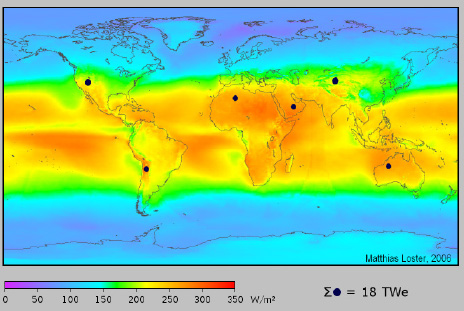 Matthias Loster, 2006
0 50 100 150 200 250 300 350 W/m²
Σ● = 18 TWe